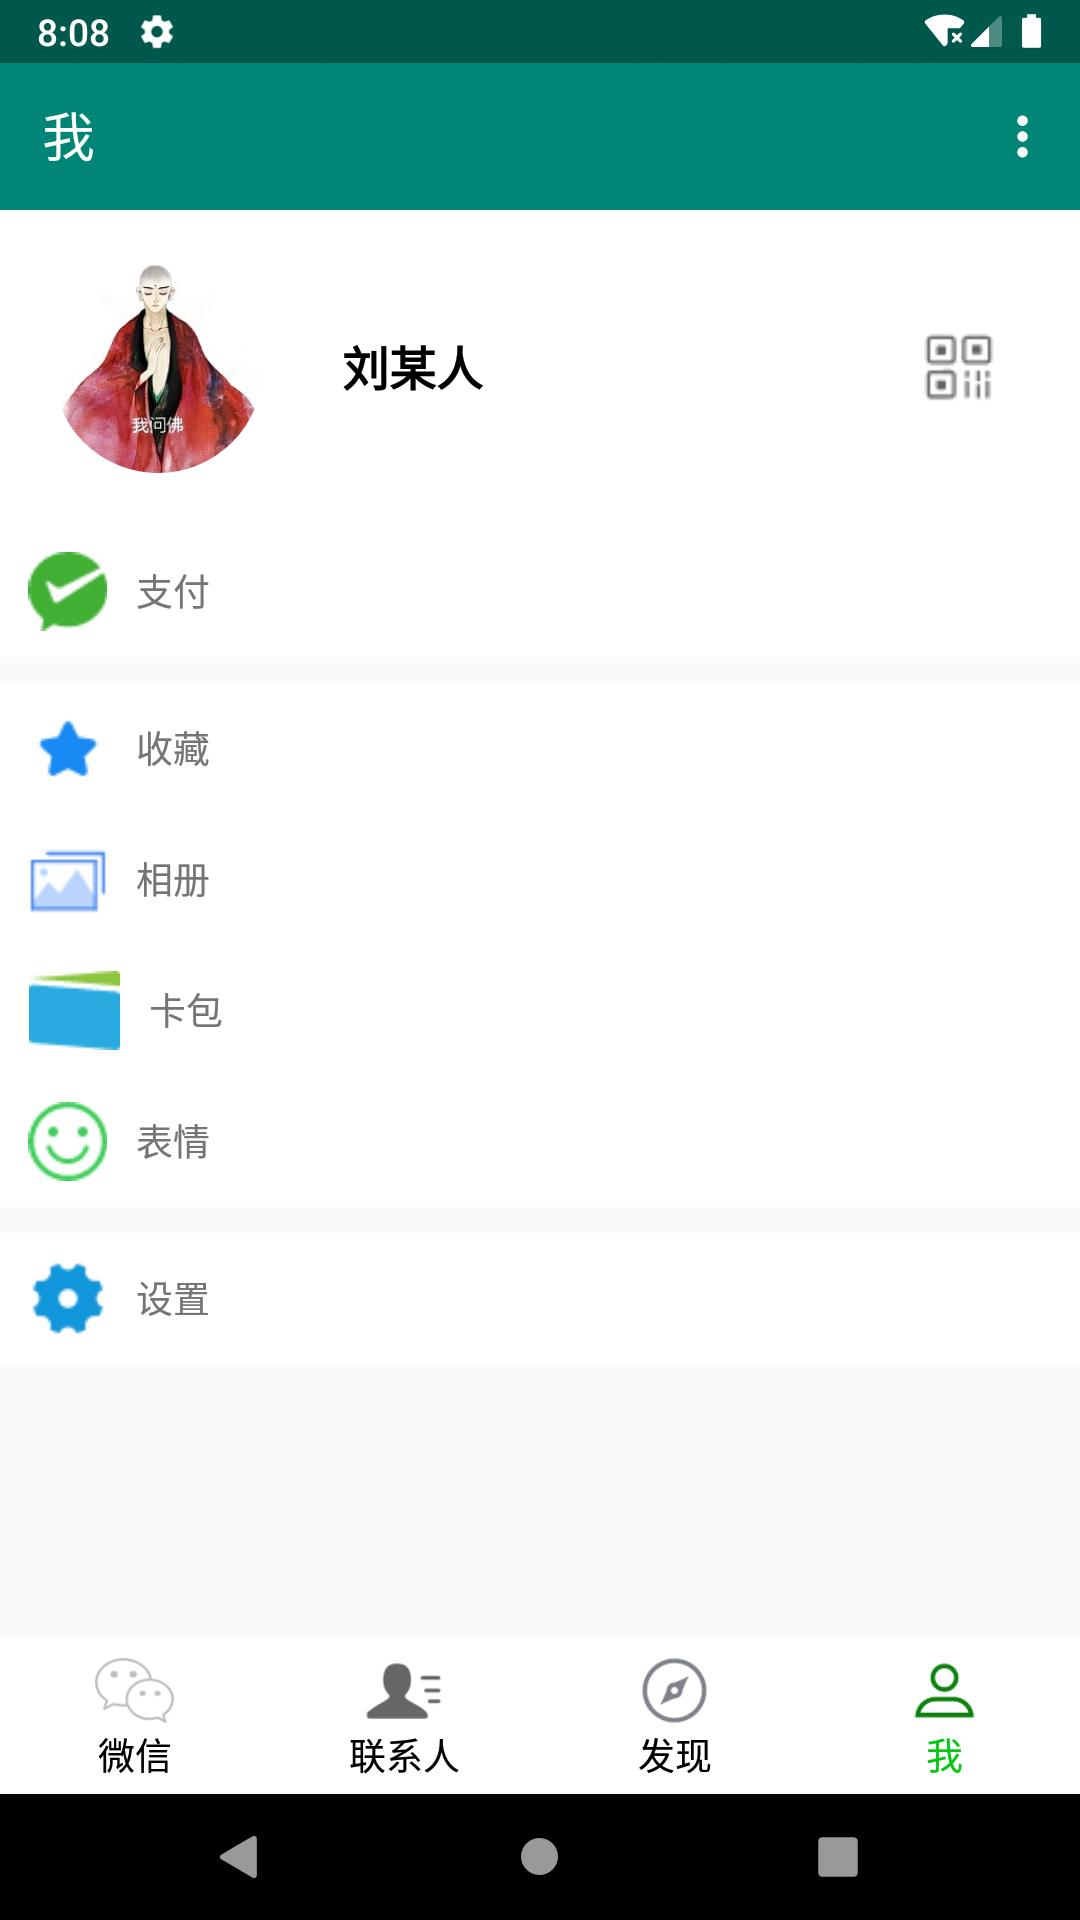 8:08
我
我问佛
刘某人
支付
收藏
相册
卡包
表情
设置
微信
联系人
发现
我